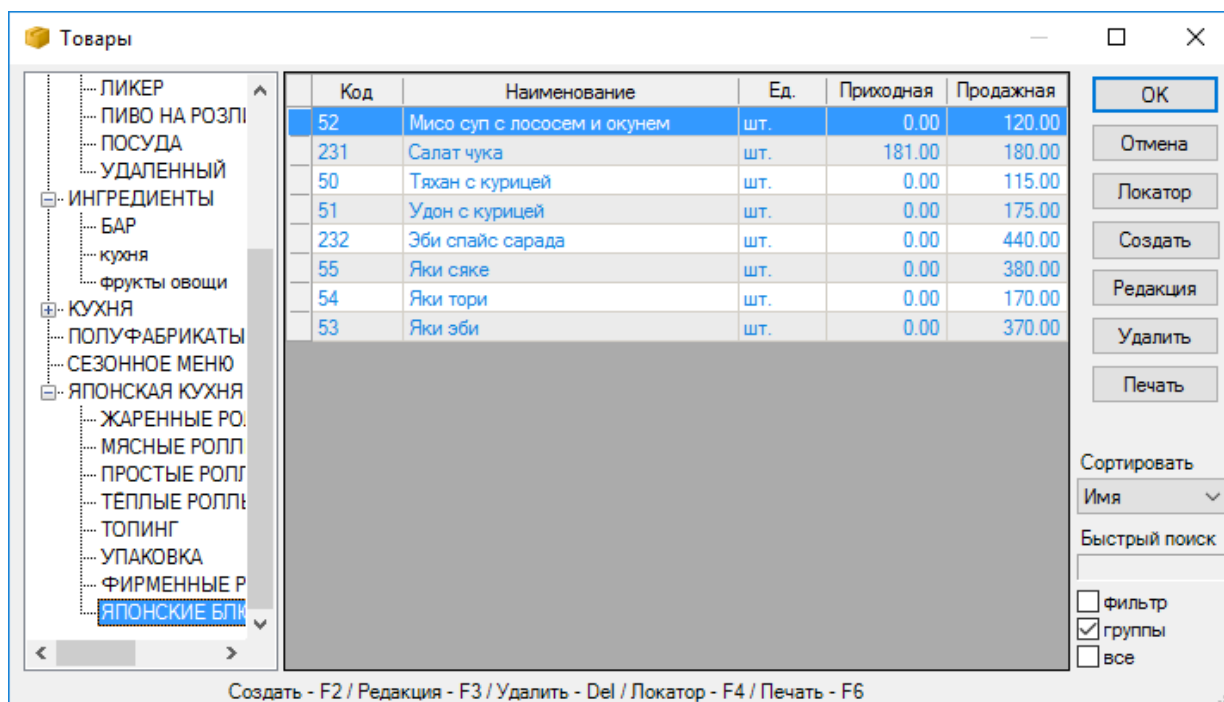 Товары
ЛИКЕР
ПИВО НА РОЗЛИ
ПОСУДА
УДАЛЕННЫЙ
ИНГРЕДИЕНТЫ
БАР
кухня
фрукты овощи
КУХНЯ
ПОЛУФАБРИКАТЫ
СЕЗОННОЕ МЕНЮ
ЯПОНСКАЯ КУХНЯ
ЖАРЕННЫЕ РО
МЯСНЫЕ РОЛЛ
ПРОСТЫЕ РОЛЛ
ТЁПЛЫЕ РОЛЛЫ
ТОПИНГ
УПАКОВКА
ФИРМЕННЫЕ Р
ЯПОНСКИЕ БЛЮ
Код Наименование Ед. Приходная Продажная
52 Мисо суп с лососем и окунем шт. 0.00 120.00
231 Салат чука шт. 181.00 180.00
50 Тяхан с курицей шт. 0.00 115.00
51 Удон с курицей шт. 0.00 175.00
232 Эби спайс сарада шт. 0.00 440.00
55 Яки сяке шт. 0.00 380.00
54 Яки тори шт. 0.00 170.00
53 Яки эби шт. 0.00 370.00
OK
Отмена
Локатор
Создать
Редакция
Удалить
Печать
Сортировать
Имя
Быстрый поиск
фильтр
группы
все
Создать - F2 / Редакция - F3 / Удалить - Del / Локатор - F4 / Печать - F6